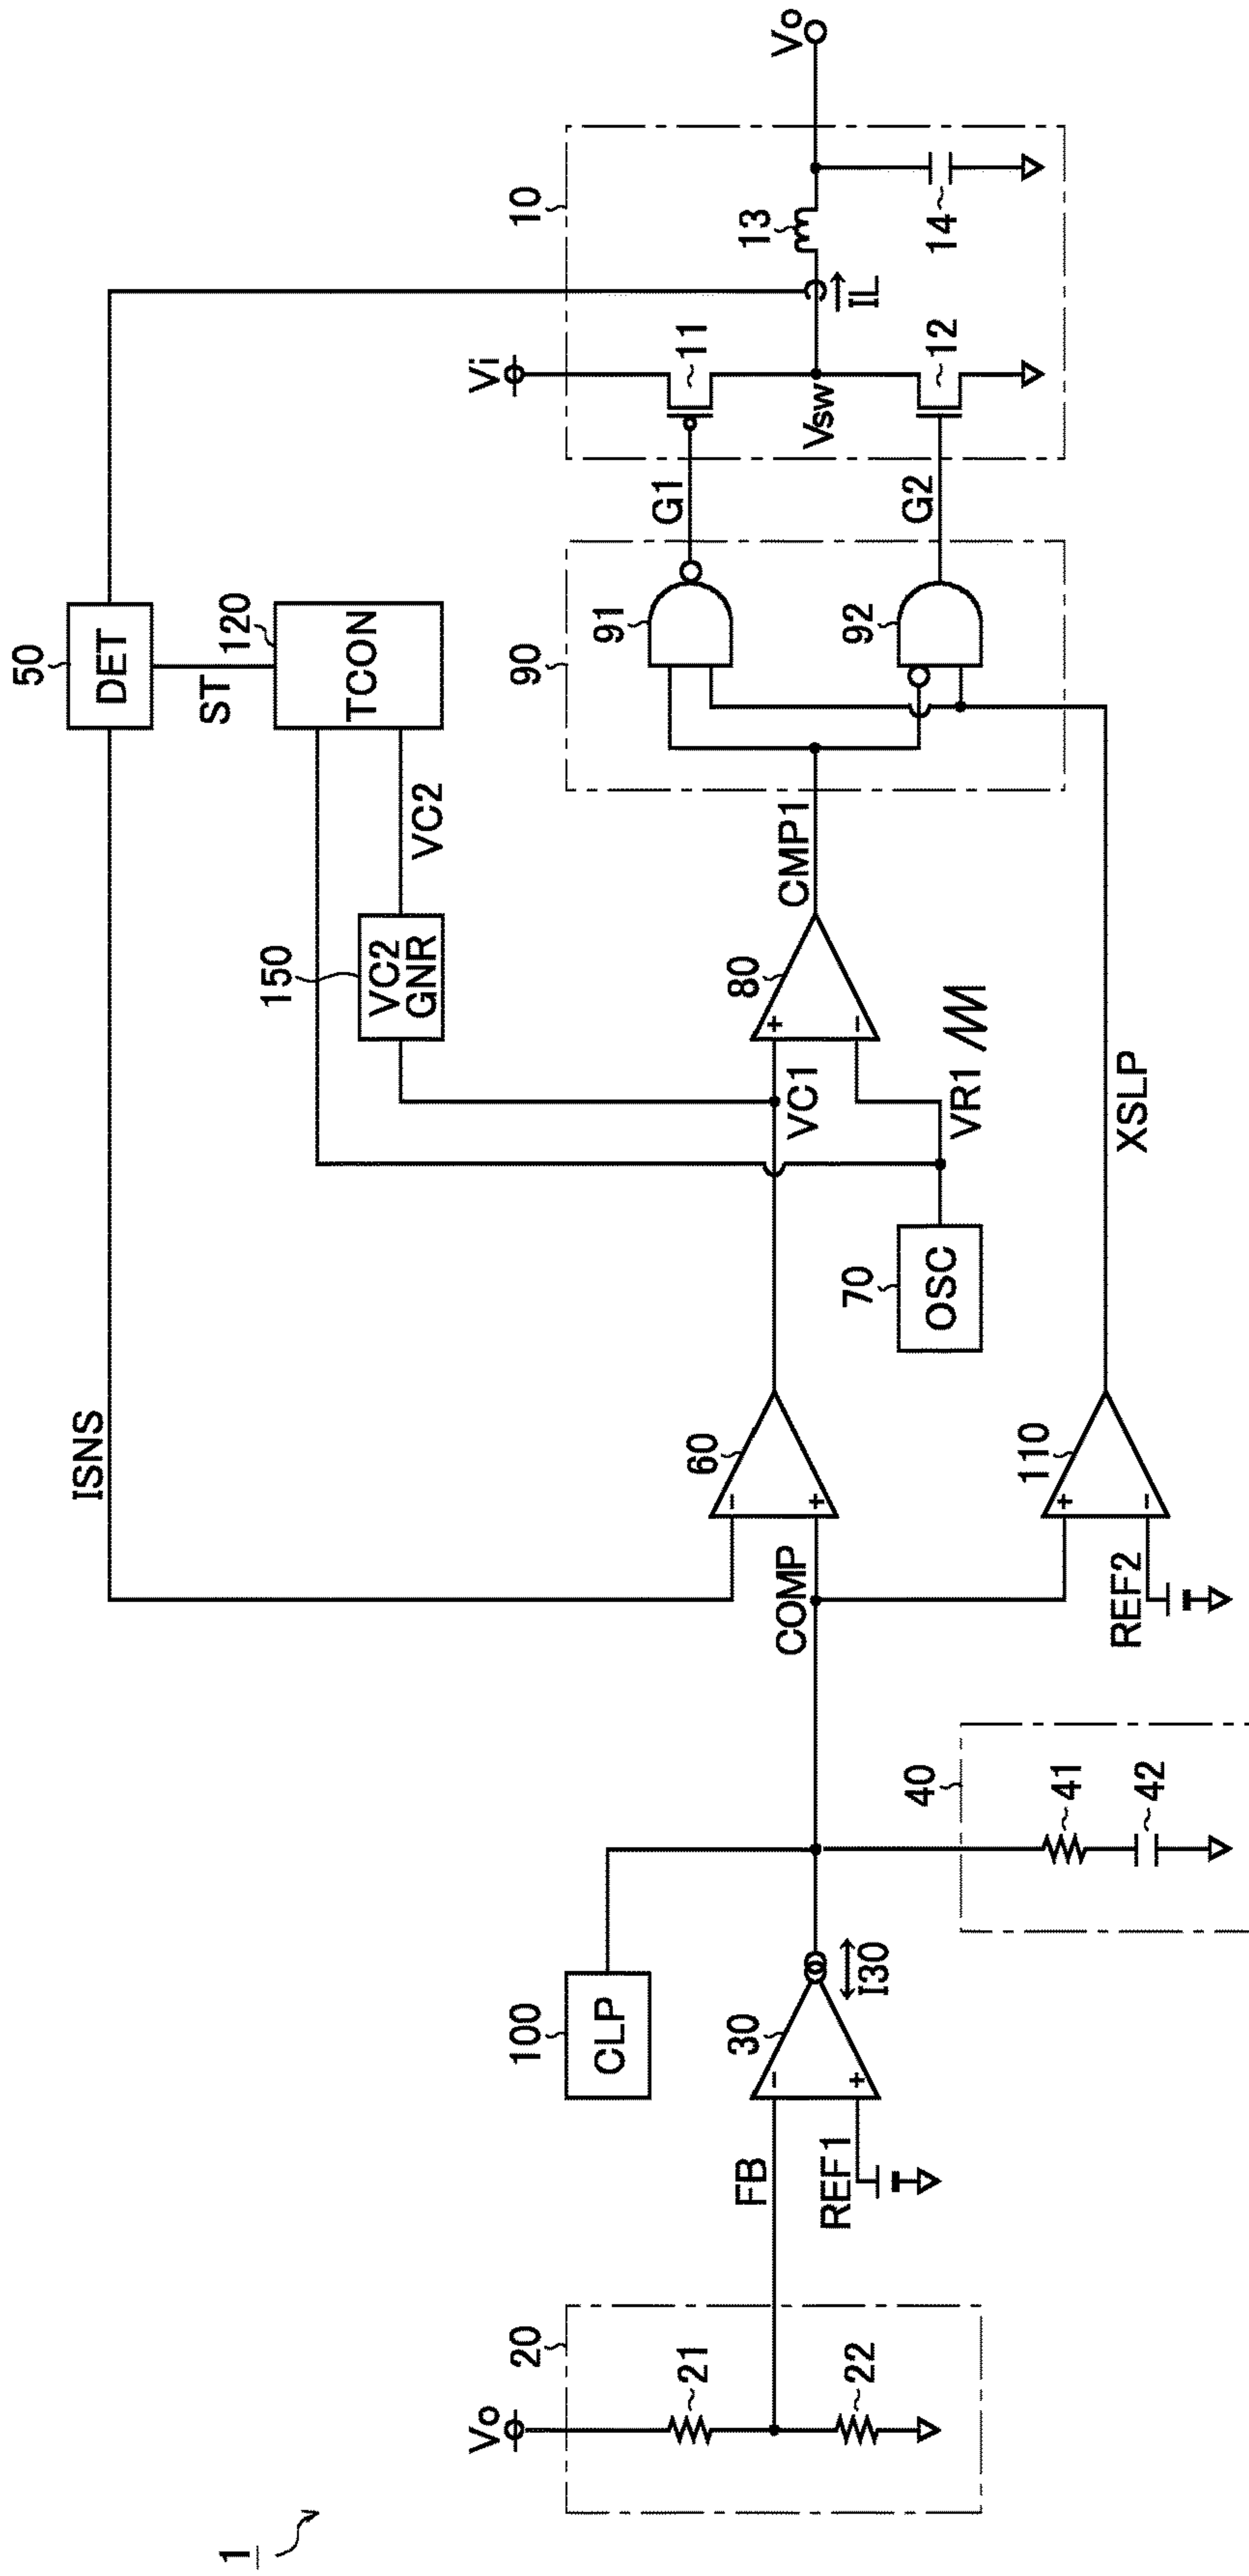 1
Vo
20
21
22
FB
REF1
30
I30
100
CLP
40
41
42
COMP
REF2
60
110
ISNS
XSLP
70
OSC
VC1
VR1
80
CMP1
150
VC2
GNR
VC2
50
DET
ST
120
TCON
90
91
92
G1
G2
10
Vi
11
Vsw
12
IL
13
14
Vo